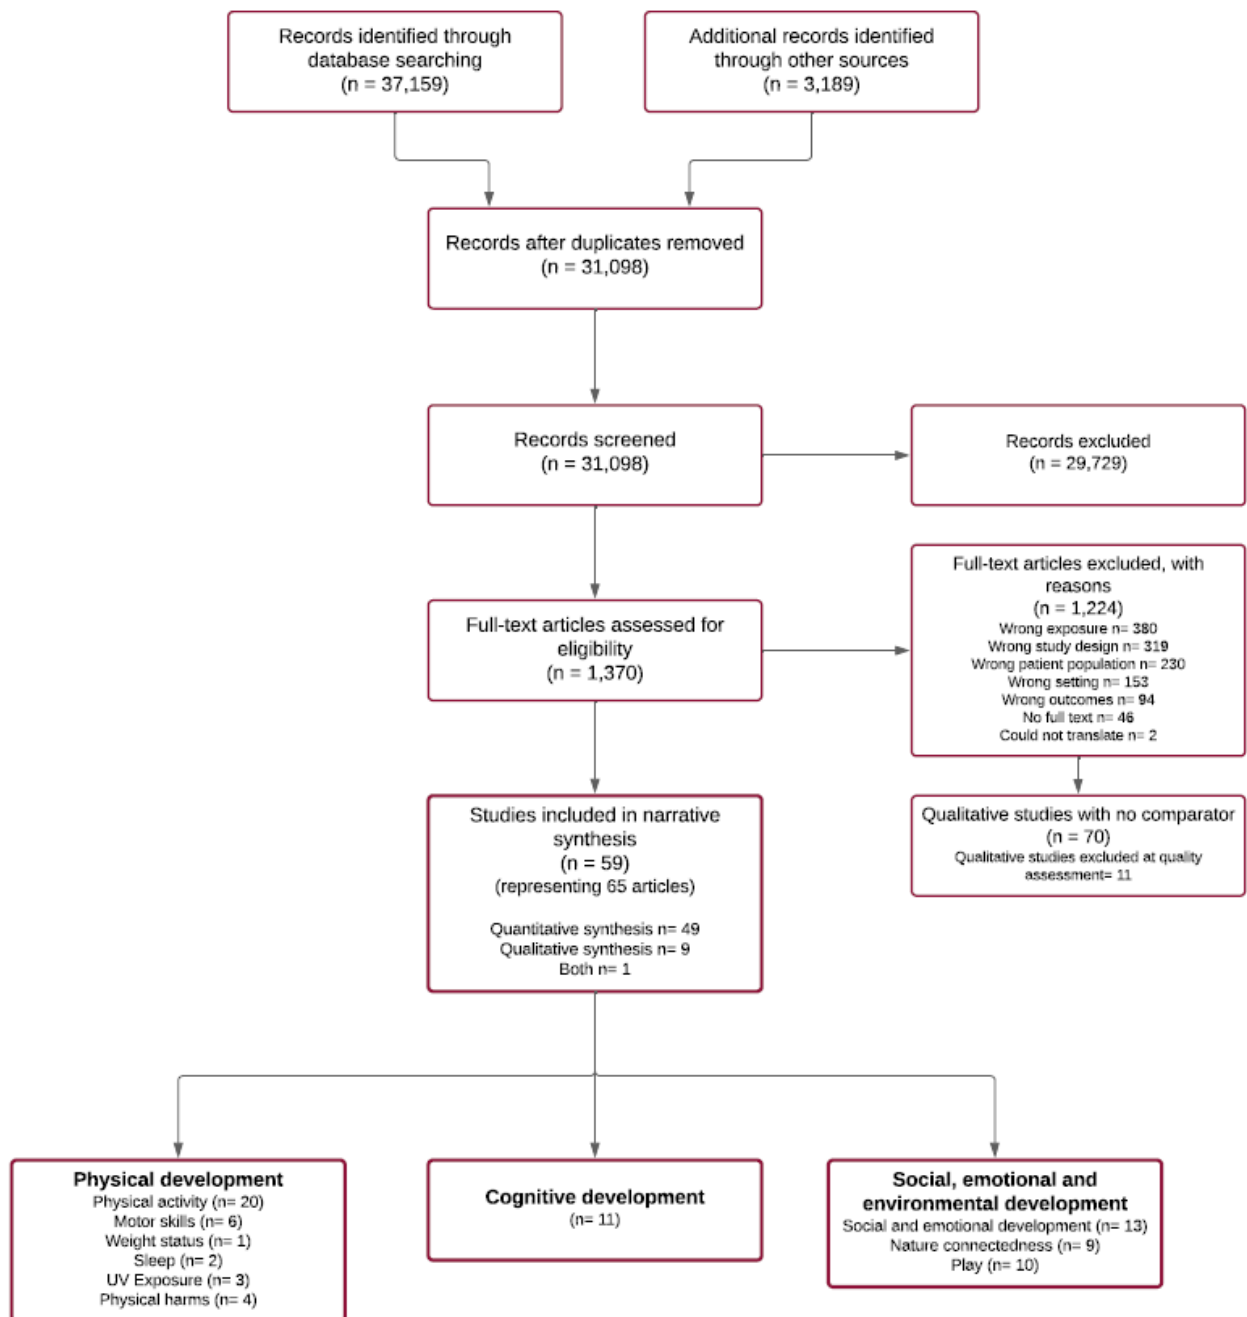 Records identified through
database searching
(n = 37,159)
Additional records identified
through other sources
(n = 3,189)
Records after duplicates removed
(n = 31,098)
Records screened
(n = 31,098)
Records excluded
(n = 29,729)
Full-text articles assessed for
eligibility
(n = 1,370)
Full-text articles excluded, with
reasons
(n = 1,224)
Wrong exposure n= 380
Wrong study design n= 319
Wrong patient population n= 230
Wrong setting n= 153
Wrong outcomes n= 94
No full text n= 46
Could not translate n= 2
Qualitative studies with no comparator
(n = 70)
Qualitative studies excluded at quality
assessment= 11
Studies included in narrative
synthesis
(n = 59)
(representing 65 articles)
Quantitative synthesis n= 49
Qualitative synthesis n= 9
Both n= 1
Physical development
Physical activity (n= 20)
Motor skills (n= 6)
Weight status (n= 1)
Sleep (n= 2)
UV Exposure (n= 3)
Physical harms (n= 4)
Cognitive development
(n= 11)
Social, emotional and
environmental development
Social and emotional development (n= 13)
Nature connectedness (n= 9)
Play (n= 10)